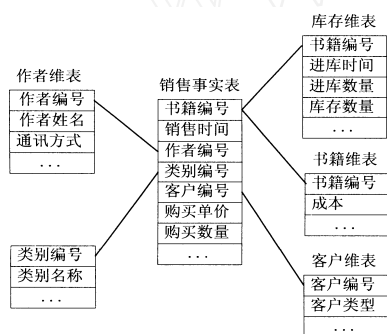 作者维表
作者编号
作者姓名
通讯方式
...
类别编号
类别名称
...
销售事实表
书籍编号
销售时间
作者编号
类别编号
客户编号
购买单价
购买数量
...
库存维表
书籍编号
进库时间
进库数量
库存数量
...
书籍维表
书籍编号
成本
...
客户维表
客户编号
客户类型
...